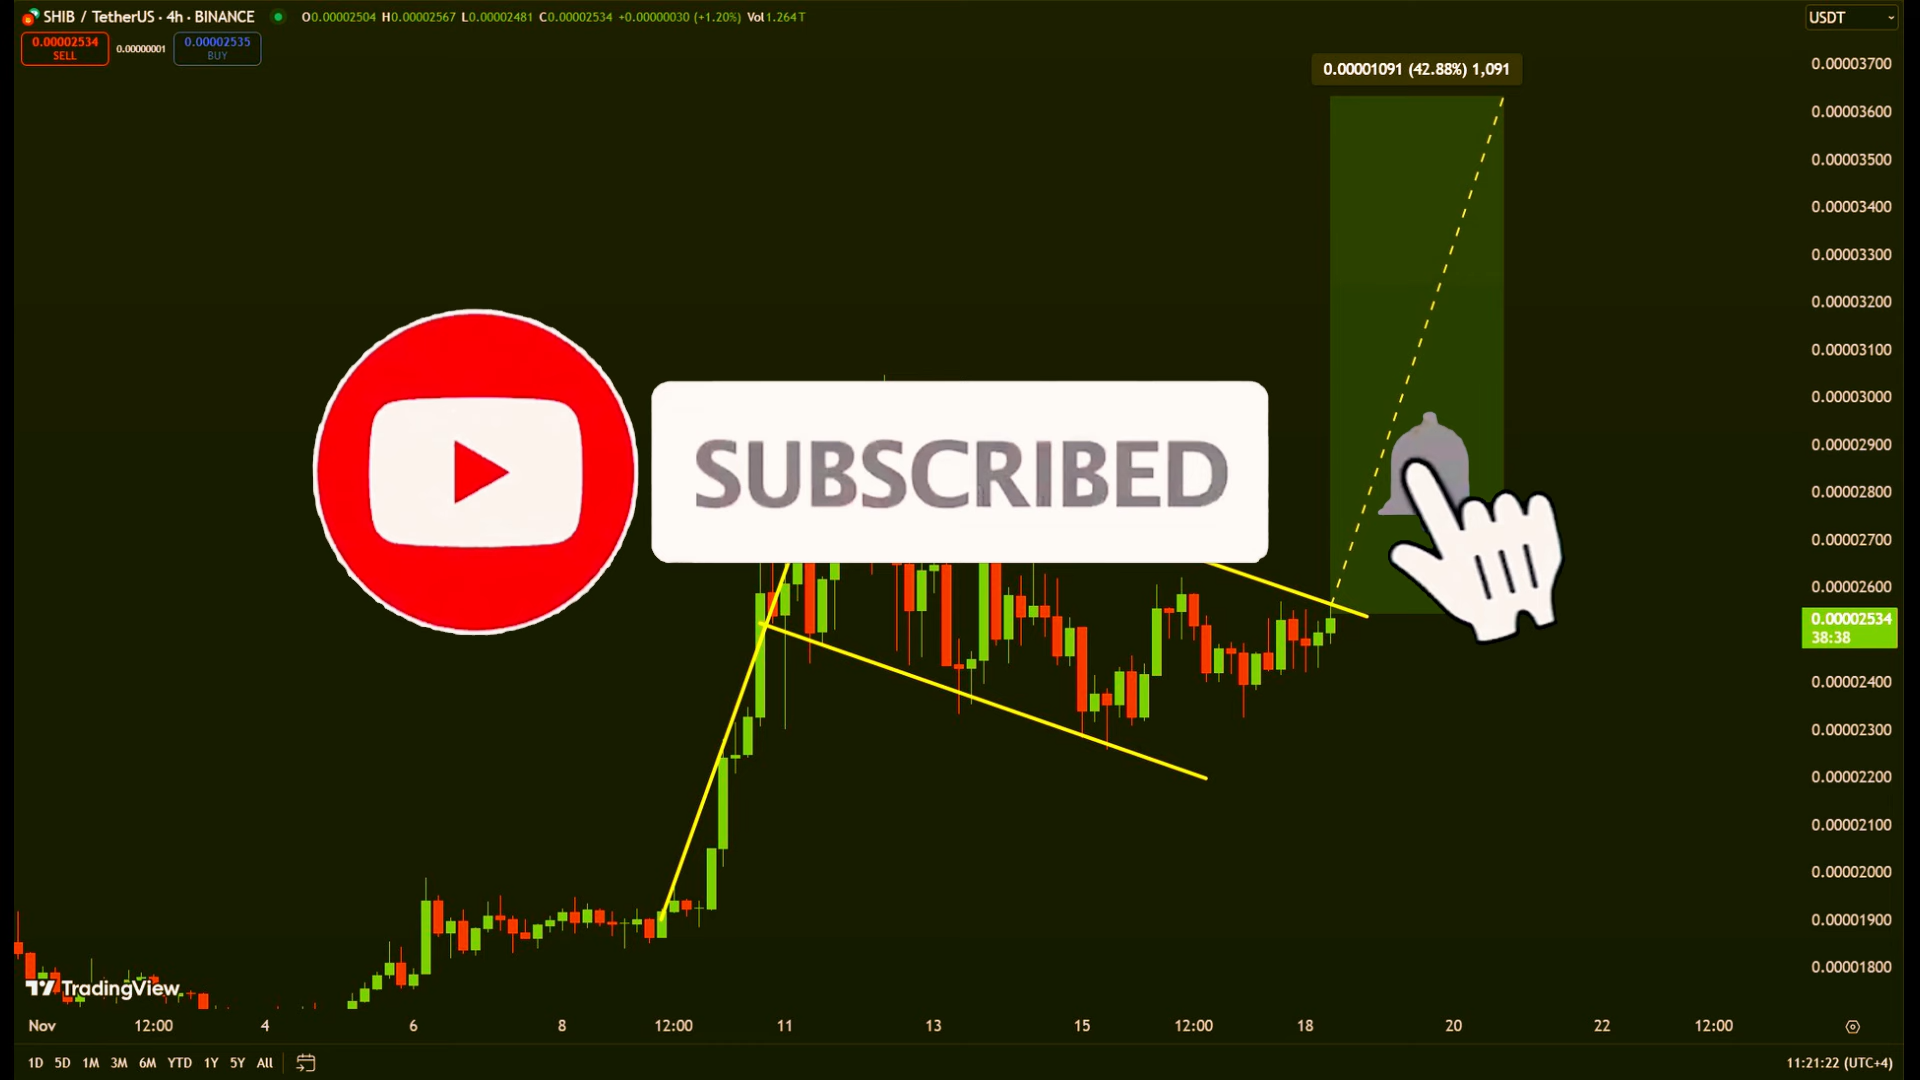 SHIB / TetherUS · 4h · BINANCE O0.00002504 H0.00002567 L0.00002481 C0.00002534 +0.00000030 (+1.20%) Vol1.264T
USDT
0.00002534
SELL
0.00000001
0.00002535
BUY
0.00001091 (42.88%) 1,091
0.00003700
0.00003600
0.00003500
0.00003400
0.00003300
0.00003200
0.00003100
0.00003000
0.00002900
0.00002800
0.00002700
0.00002600
0.00002534
38:38
0.00002400
0.00002300
0.00002200
0.00002100
0.00002000
0.00001900
0.00001800
SUBSCRIBED
TradingView
Nov 12:00 4 6 8 12:00 11 13 15 12:00 18 20 22 12:00
1D 5D 1M 3M 6M YTD 1Y 5Y All
11:21:22 (UTC+4)